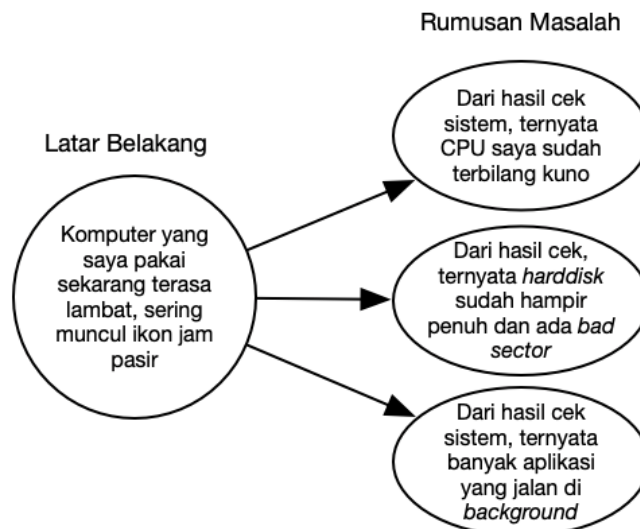 Rumusan Masalah
Latar Belakang
Komputer yang
saya pakai
sekarang terasa
lambat, sering
muncul ikon jam
pasir
Dari hasil cek
sistem, ternyata
CPU saya sudah
terbilang kuno
Dari hasil cek,
ternyata harddisk
sudah hampir
penuh dan ada bad
sector
Dari hasil cek
sistem, ternyata
banyak aplikasi
yang jalan di
background